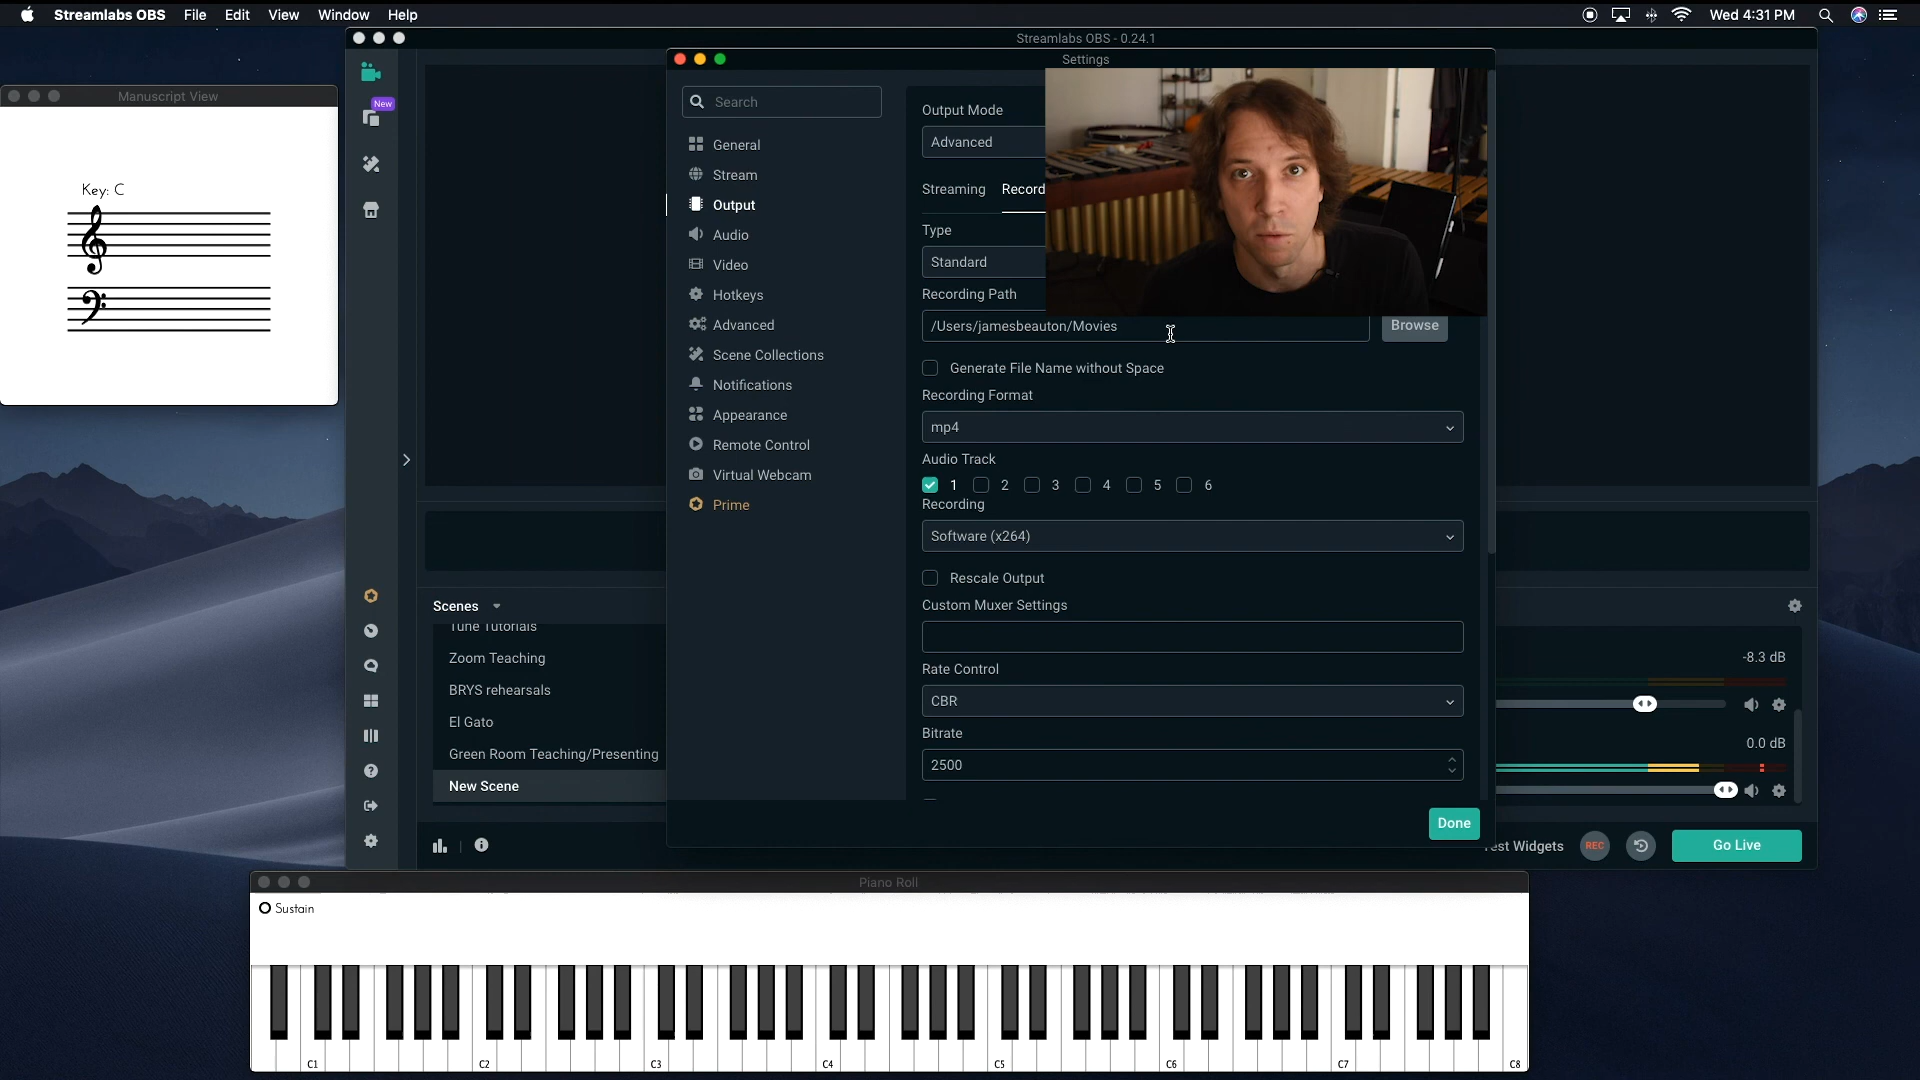 Streamlabs OBS File Edit View Window Help
Wed 4:31 PM
Streamlabs OBS - 0.24.1
Settings
Manuscript View
Key: C
New
Search
General
Stream
Output
Audio
Video
Hotkeys
Advanced
Scene Collections
Notifications
Appearance
Remote Control
Virtual Webcam
Prime
Output Mode
Advanced
Streaming Record
Type
Standard
Recording Path
/Users/jamesbeauton/Movies
Browse
Generate File Name without Space
Recording Format
mp4
Audio Track
1 2 3 4 5 6
Recording
Software (x264)
Rescale Output
Custom Muxer Settings
Rate Control
CBR
Bitrate
2500
Done
Scenes
Tune Tutorials
Zoom Teaching
BRYS rehearsals
El Gato
Green Room Teaching/Presenting
New Scene
-8.3 dB
0.0 dB
Widgets
REC
Go Live
Piano Roll
Sustain
C1 C2 C3 C4 C5 C6 C7 C8